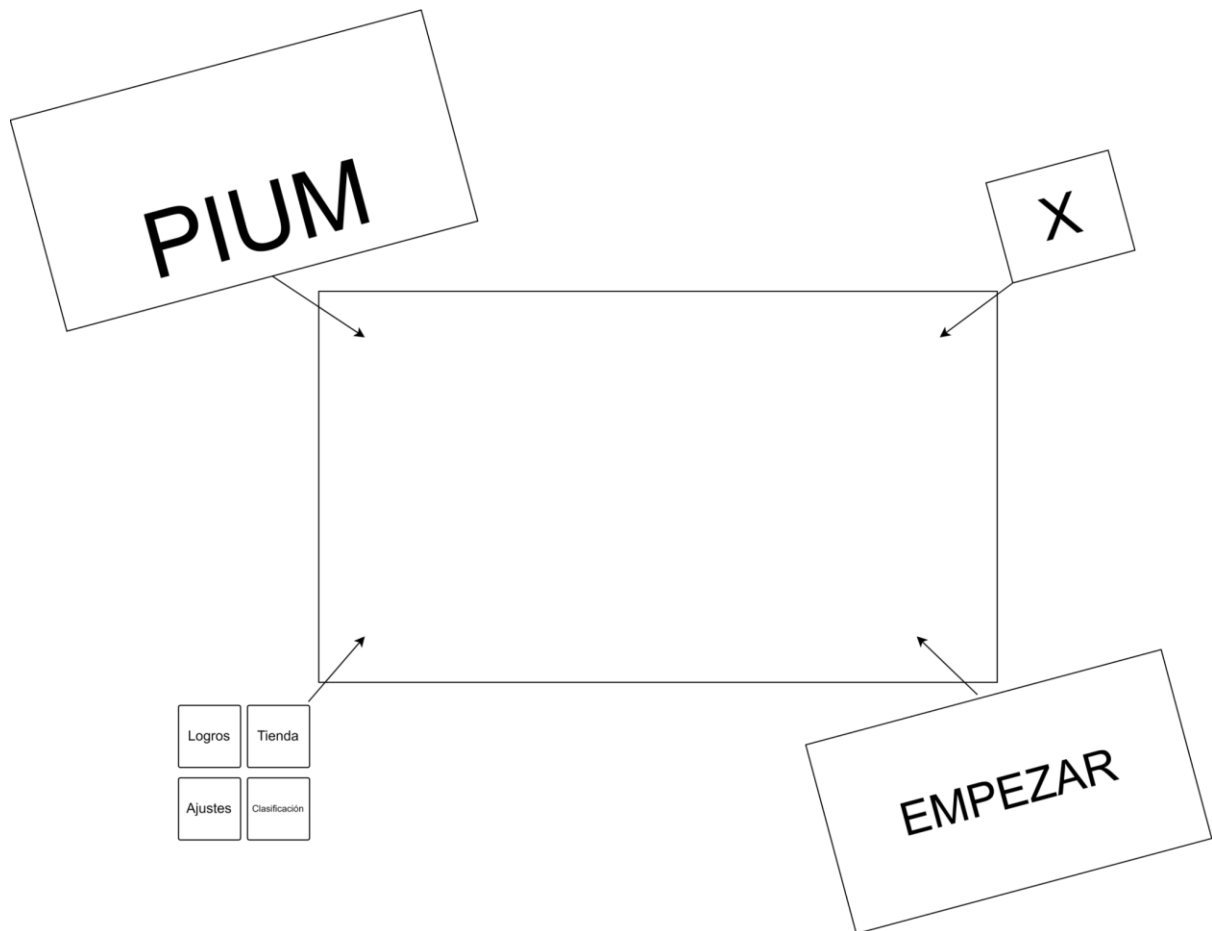 PIUM
X
Logros
Tienda
Ajustes
Clasificación
EMPEZAR